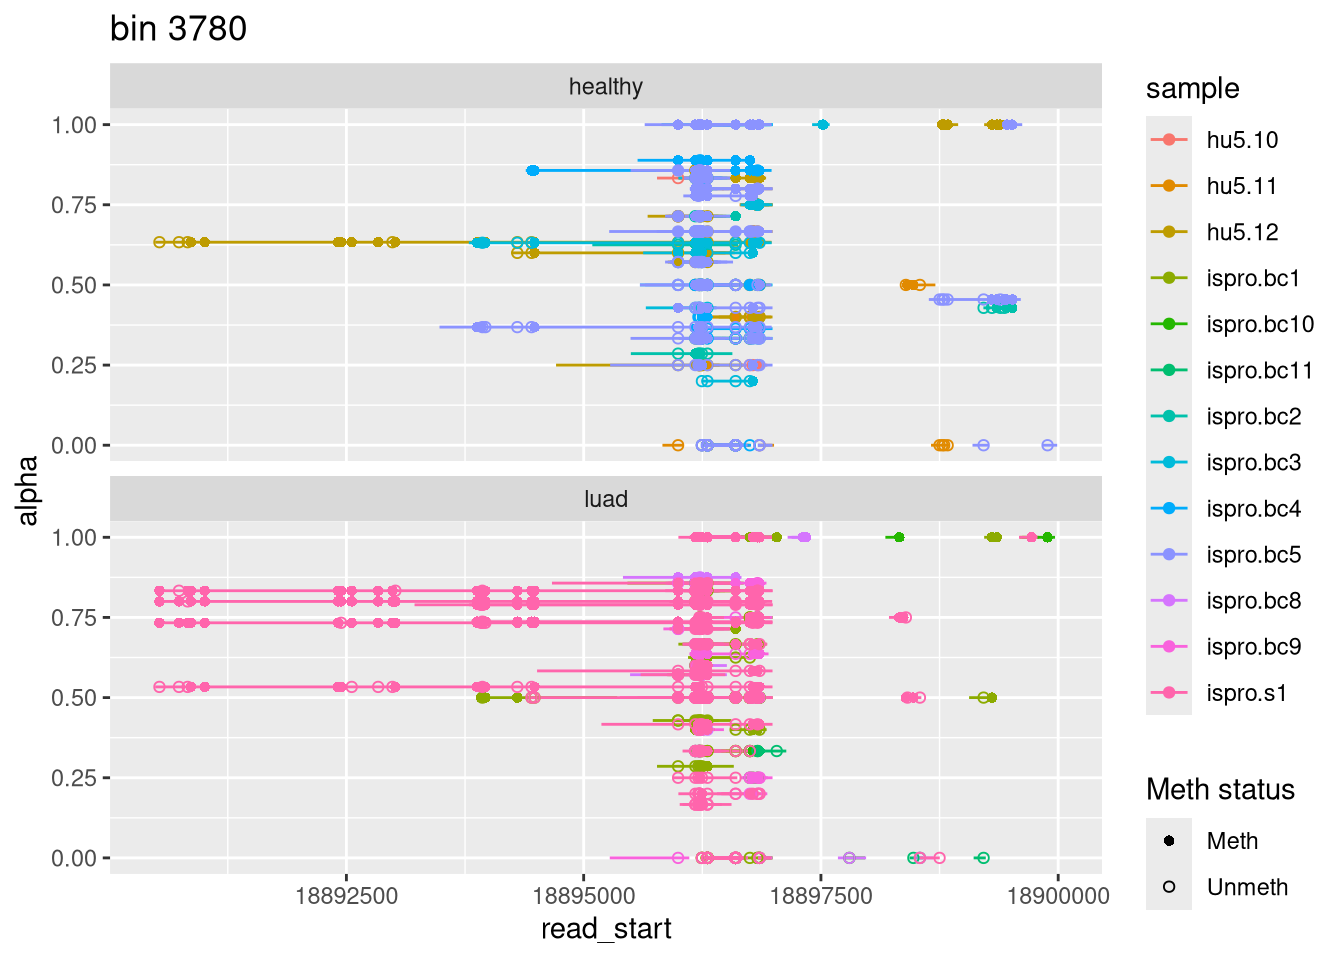 bin 3780
healthy
1.00
0.75
0.50
0.25
0.00
luad
1.00
0.75
0.50
0.25
0.00
alpha
18892500 18895000 18897500 18900000
read_start
sample
hu5.10
hu5.11
hu5.12
ispro.bc1
ispro.bc10
ispro.bc11
ispro.bc2
ispro.bc3
ispro.bc4
ispro.bc5
ispro.bc8
ispro.bc9
ispro.s1
Meth status
Meth
Unmeth